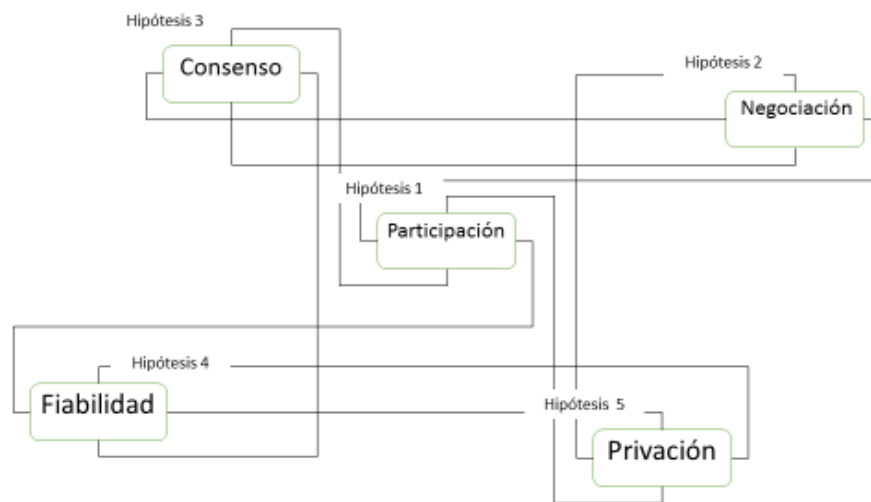 Hipótesis 3
Consenso
Hipótesis 2
Negociación
Hipótesis 1
Participación
Hipótesis 4
Fiabilidad
Hipótesis 5
Privación